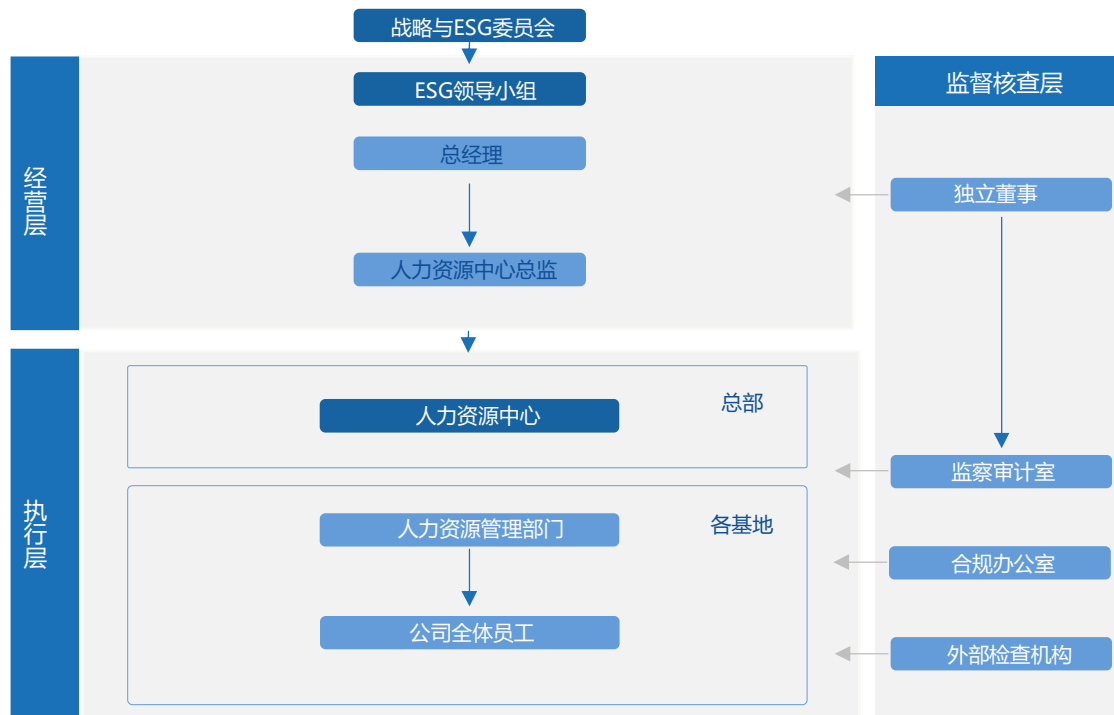 战略与ESG委员会
经营层
ESG领导小组
总经理
人力资源中心总监
执行层
人力资源中心
总部
人力资源管理部门
各基地
公司全体员工
监督核查层
独立董事
监察审计室
合规办公室
外部检查机构